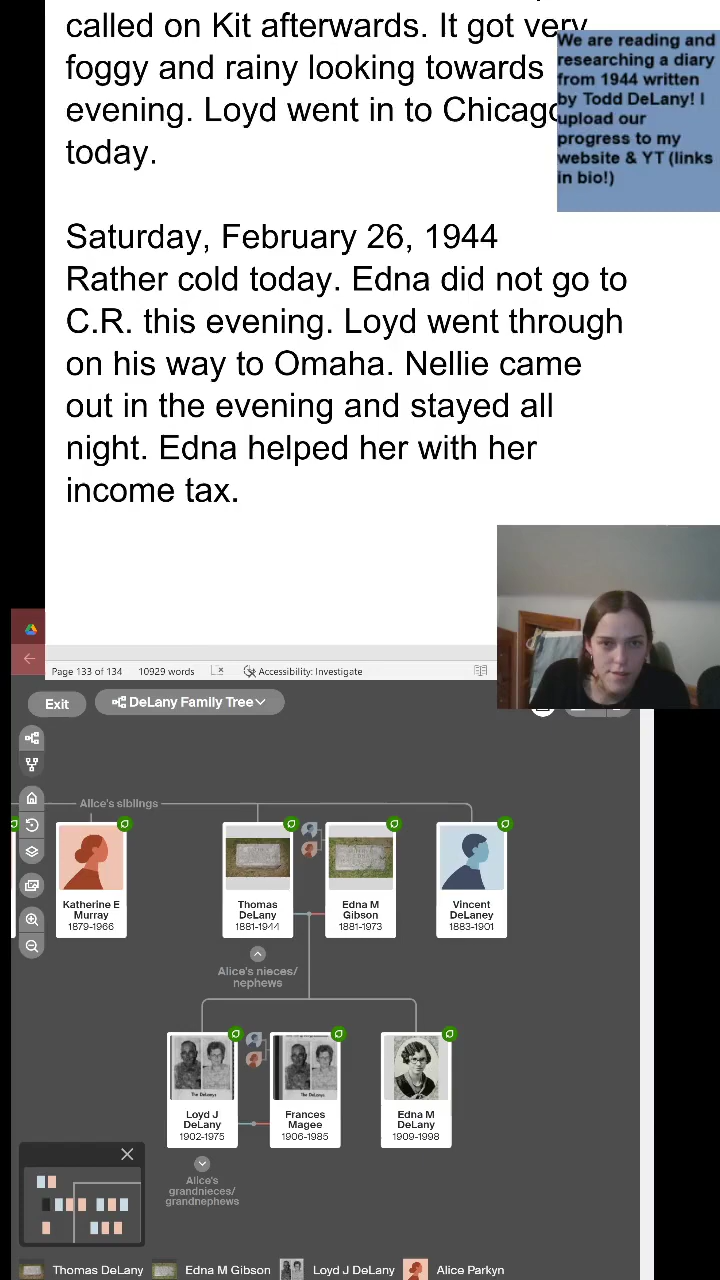 called on Kit afterwards. It got very
foggy and rainy looking towards
evening. Loyd went in to Chicago
today.
We are reading and
researching a diary
from 1944 written
by Todd DeLany! I
upload our
progress to my
website & YT (links
in bio!)
Saturday, February 26, 1944
Rather cold today. Edna did not go to
C.R. this evening. Loyd went through
on his way to Omaha. Nellie came
out in the evening and stayed all
night. Edna helped her with her
income tax.
Page 133 of 134 10929 words Accessibility: Investigate
Exit DeLany Family Tree
Alice's siblings
Katherine E
Murray
1879-1966
Thomas
DeLany
1881-1944
Edna M
Gibson
1881-1973
Vincent
DeLaney
1883-1901
Alice's nieces/
nephews
Loyd J
DeLany
1902-1975
The DeLanys
Frances
Magee
1906-1985
The DeLanys
Edna M
DeLany
1909-1998
Alice's
grandnieces/
grandnephews
Thomas DeLany Edna M Gibson Loyd J DeLany Alice Parkyn